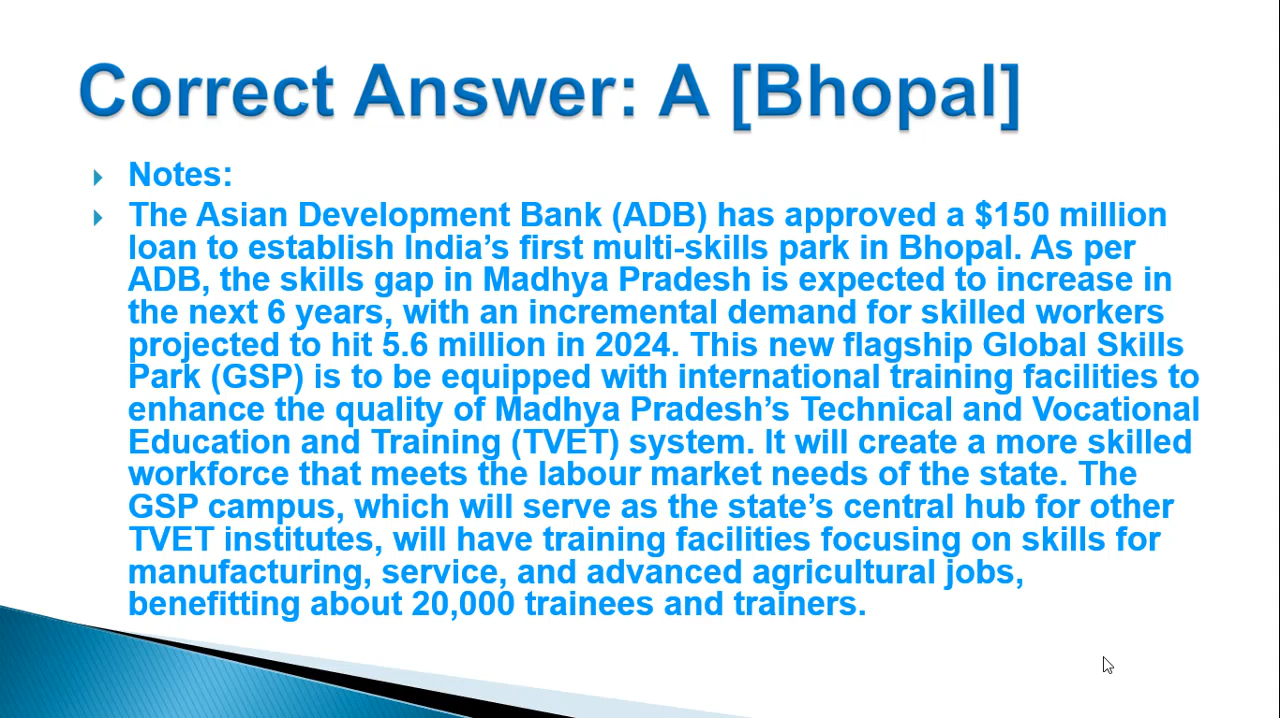 Correct Answer: A [Bhopal]
Notes:
The Asian Development Bank (ADB) has approved a $150 million
loan to establish India’s first multi-skills park in Bhopal. As per
ADB, the skills gap in Madhya Pradesh is expected to increase in
the next 6 years, with an incremental demand for skilled workers
projected to hit 5.6 million in 2024. This new flagship Global Skills
Park (GSP) is to be equipped with international training facilities to
enhance the quality of Madhya Pradesh’s Technical and Vocational
Education and Training (TVET) system. It will create a more skilled
workforce that meets the labour market needs of the state. The
GSP campus, which will serve as the state’s central hub for other
TVET institutes, will have training facilities focusing on skills for
manufacturing, service, and advanced agricultural jobs,
benefitting about 20,000 trainees and trainers.